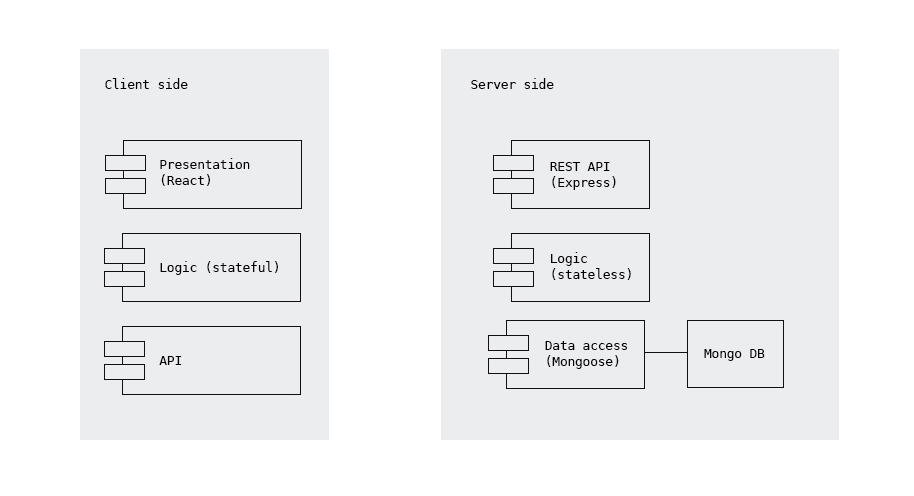 Client side
Presentation
(React)
Logic (stateful)
API
Server side
REST API
(Express)
Logic
(stateless)
Data access
(Mongoose)
Mongo DB